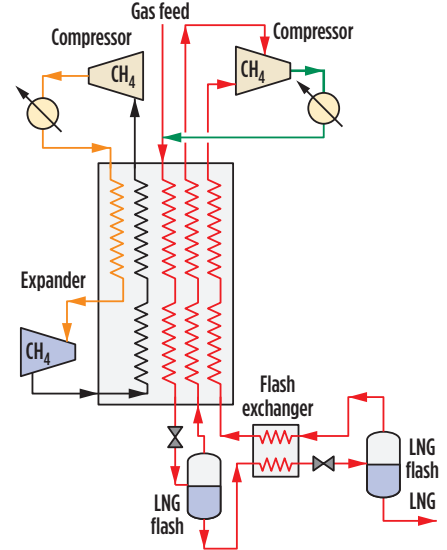 Gas feed
Compressor
Compressor
CH4
CH4
Expander
CH4
Flash
exchanger
LNG
flash
LNG
flash
LNG